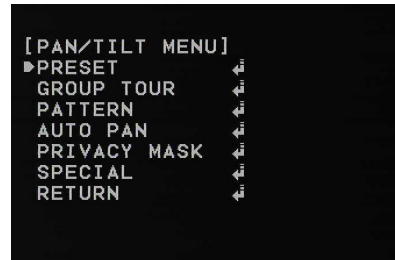 [PAN/TILT MENU]
PRESET
GROUP TOUR
PATTERN
AUTO PAN
PRIVACY MASK
SPECIAL
RETURN